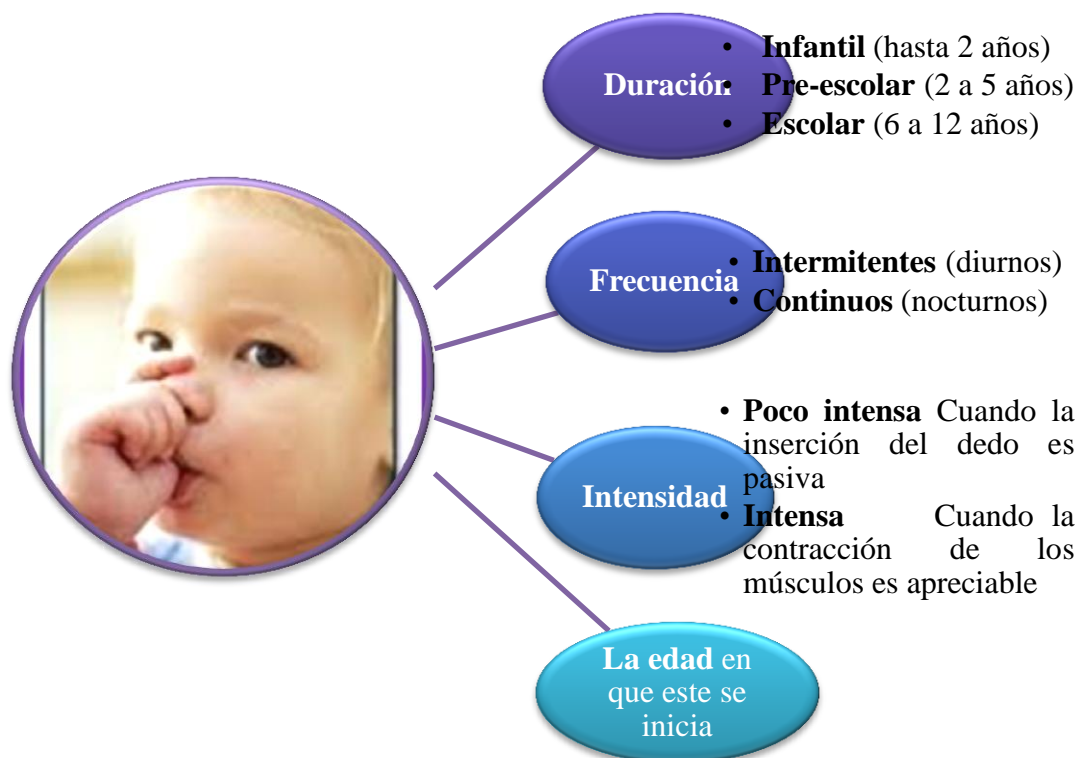 Duración
• Infantil (hasta 2 años)
• Pre-escolar (2 a 5 años)
• Escolar (6 a 12 años)
Frecuencia
• Intermitentes (diurnos)
• Continuos (nocturnos)
Intensidad
• Poco intensa Cuando la
inserción del dedo es
pasiva
• Intensa Cuando la
contracción de los
músculos es apreciable
La edad en
que este se
inicia